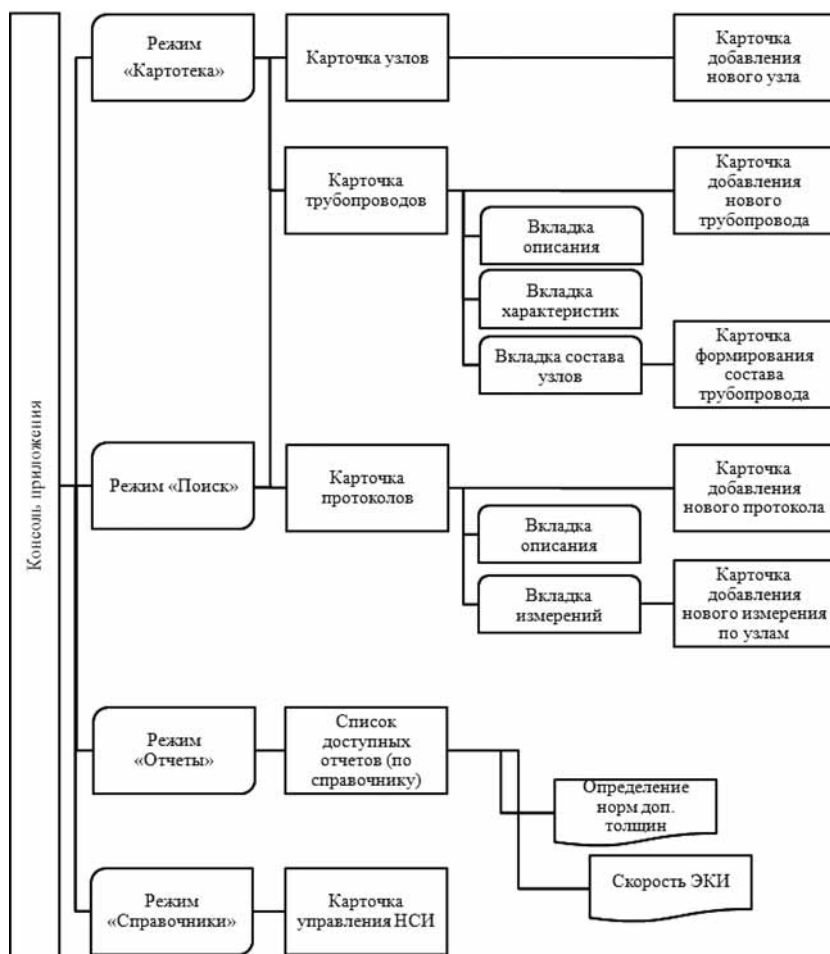 Консоль приложения
Режим
«Картотека»
Карточка узлов
Карточка
добавления
нового узла
Карточка
трубопроводов
Карточка
добавления
нового
трубопровода
Вкладка
описания
Вкладка
характеристик
Вкладка состава
узлов
Карточка
формирования
состава
трубопровода
Режим «Поиск»
Карточка
протоколов
Карточка
добавления
нового протокола
Вкладка
описания
Вкладка
измерений
Карточка
добавления
нового измерения
по узлам
Режим
«Отчеты»
Список
доступных
отчетов (по
справочнику)
Определение
норм доп.
толщин
Скорость ЭКИ
Режим
«Справочники»
Карточка
управления НСИ